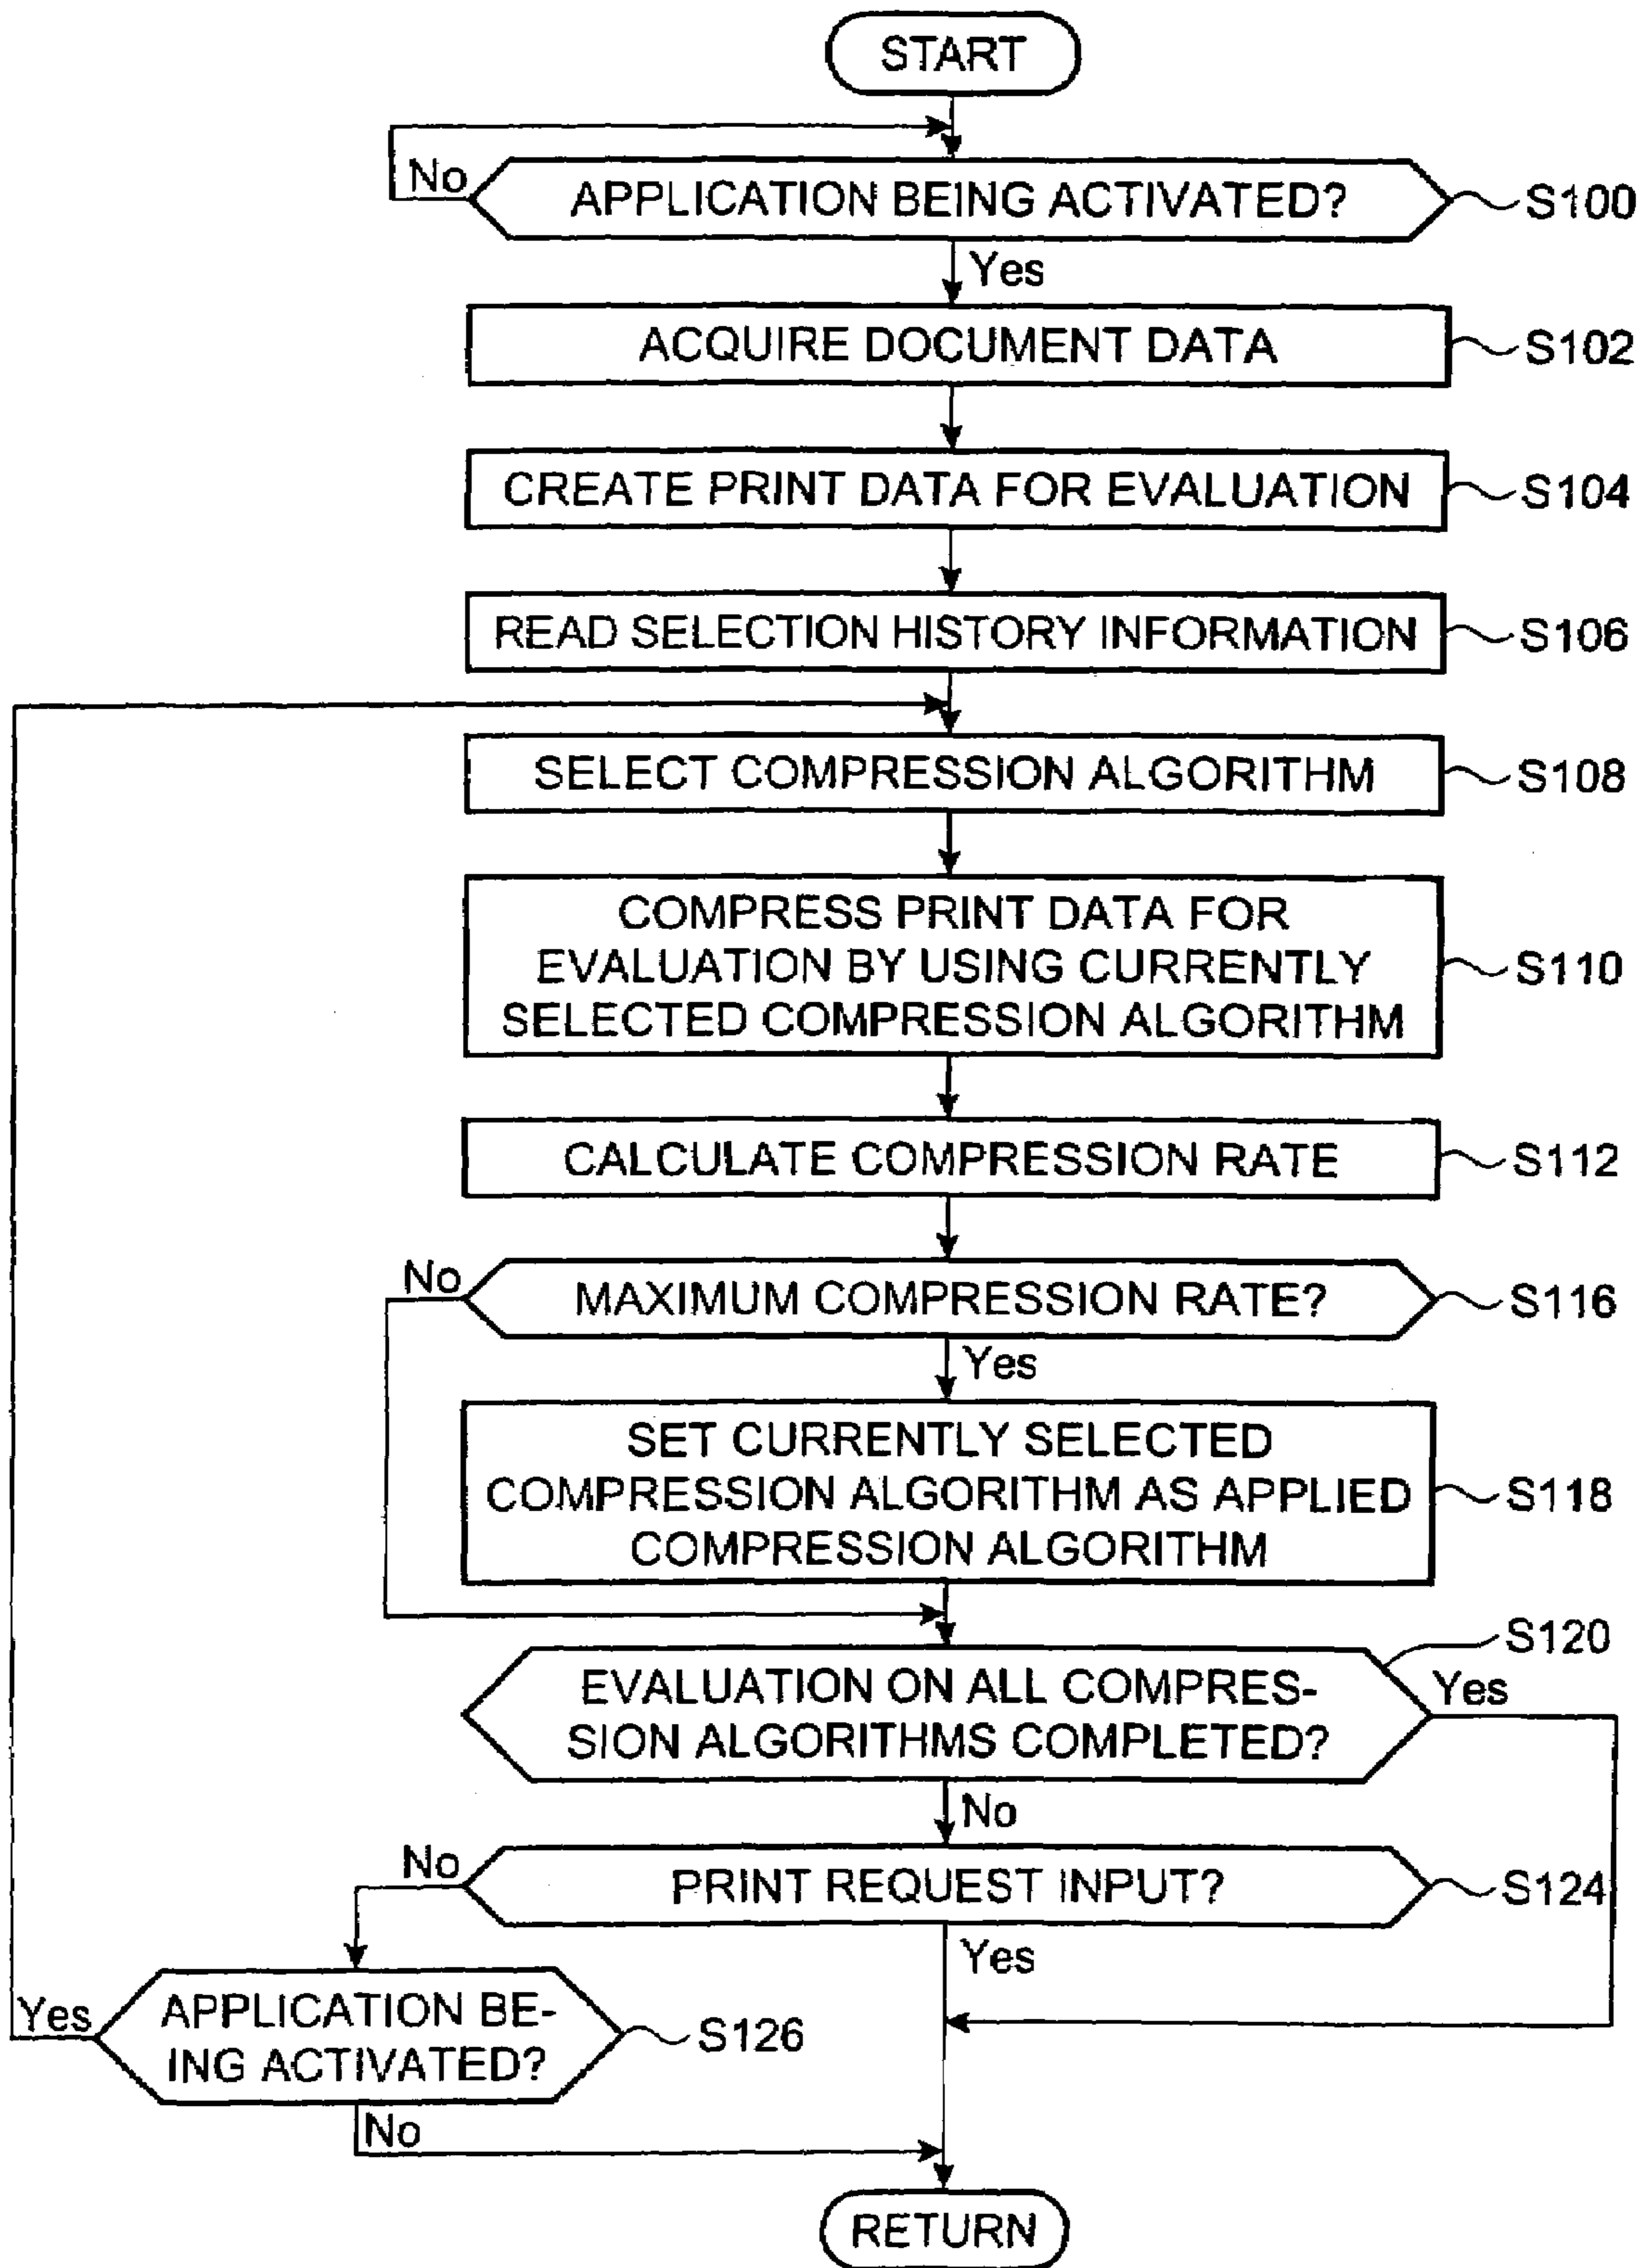 START
No
APPLICATION BEING ACTIVATED?
S100
Yes
ACQUIRE DOCUMENT DATA
S102
CREATE PRINT DATA FOR EVALUATION
S104
READ SELECTION HISTORY INFORMATION
S106
SELECT COMPRESSION ALGORITHM
S108
COMPRESS PRINT DATA FOR
EVALUATION BY USING CURRENTLY
SELECTED COMPRESSION ALGORITHM
S110
CALCULATE COMPRESSION RATE
S112
No
MAXIMUM COMPRESSION RATE?
S116
Yes
SET CURRENTLY SELECTED
COMPRESSION ALGORITHM AS APPLIED
COMPRESSION ALGORITHM
S118
S120
EVALUATION ON ALL COMPRES-
SION ALGORITHMS COMPLETED?
Yes
No
No
PRINT REQUEST INPUT?
S124
Yes
Yes
APPLICATION BE-
ING ACTIVATED?
S126
No
RETURN